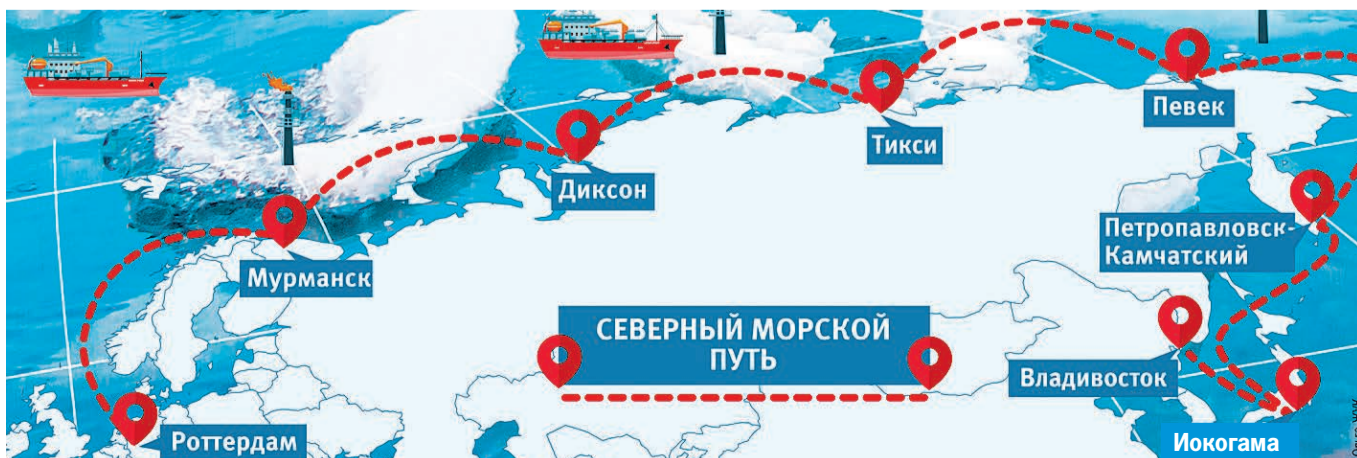 Певек
Тикси
Диксон
Петропавловск-
Камчатский
Мурманск
СЕВЕРНЫЙ МОРСКОЙ
ПУТЬ
Владивосток
Роттердам
Иокогама